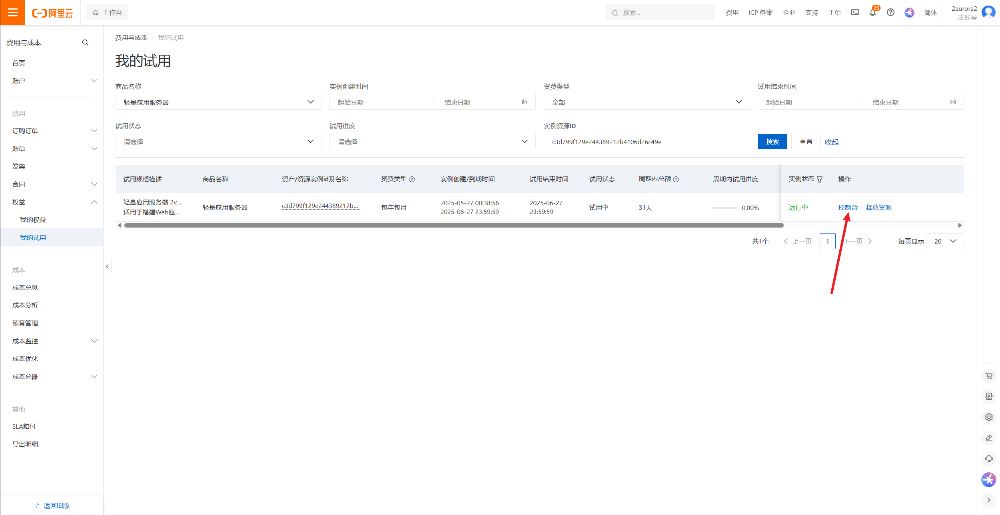 阿里云
工作台
搜索...
费用
ICP 备案
企业
支持
工单
25
简体
2aurora2
主账号
费用与成本
首页
账户
费用
订购订单
账单
发票
合同
权益
我的权益
我的试用
成本
成本总览
成本分析
预算管理
成本监控
成本优化
成本分摊
其他
SLA赔付
导出明细
返回旧版
费用与成本 / 我的试用
我的试用
商品名称
实例创建时间
资费类型
试用结束时间
轻量应用服务器
起始日期 - 结束日期
全部
起始日期 - 结束日期
试用状态
试用进度
实例资源ID
请选择
请选择
c3d799f129e244389212b4106d26c49e
搜索
重置
收起
试用规格描述
商品名称
资产/资源实例id及名称
资费类型
实例创建/到期时间
试用结束时间
试用状态
周期内总额
周期内试用进度
实例状态
操作
轻量应用服务器 2v...
适用于搭建Web应...
轻量应用服务器
c3d799f129e244389212b...
包年包月
2025-05-27 00:38:56
2025-06-27 23:59:59
2025-06-27
23:59:59
试用中
31天
0.00%
运行中
控制台
释放资源
共1个
上一页
1
下一页
每页显示
20
APP